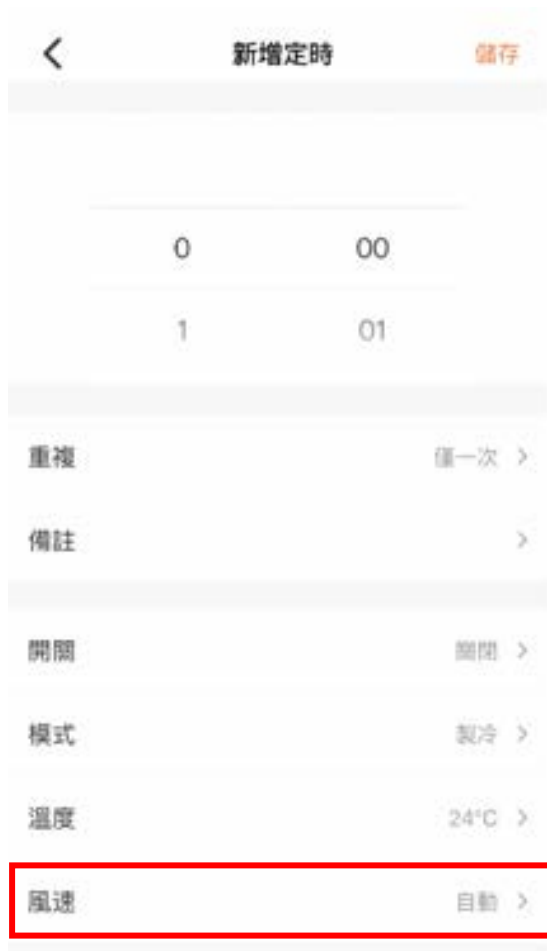 新增定時 儲存
0 00
1 01
重複 僅一次
備註
開關 關閉
模式 製冷
溫度 24°C
風速 自動